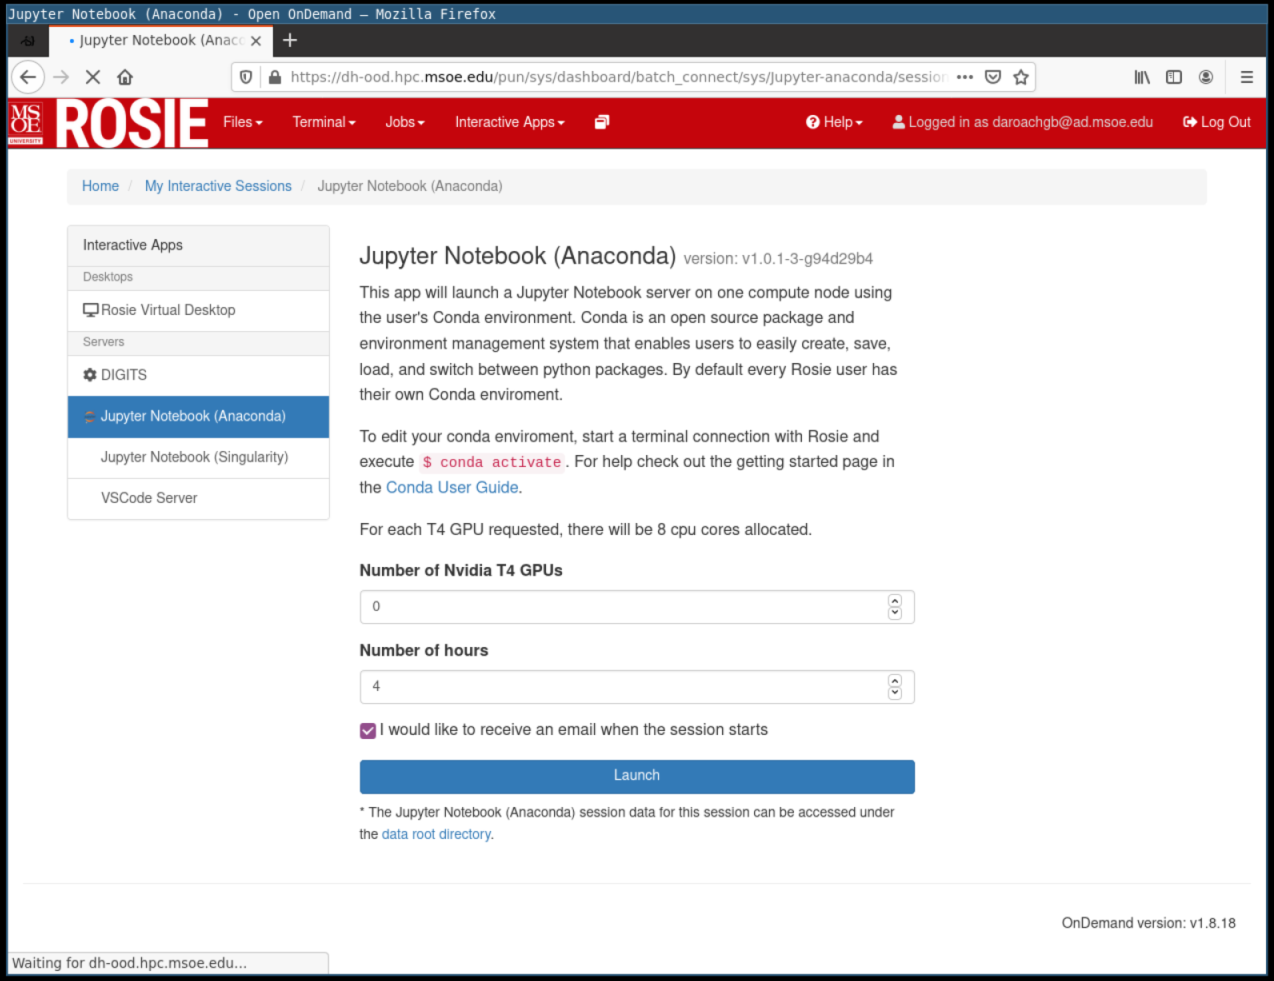 Jupyter Notebook (Anaconda) - Open OnDemand — Mozilla Firefox
Jupyter Notebook (Anac
https://dh-ood.hpc.msoe.edu/pun/sys/dashboard/batch_connect/sys/jupyter-anaconda/session
MS
OE
UNIVERSITY
ROSIE
Files
Terminal
Jobs
Interactive Apps
Help
Logged in as daroachgb@ad.msoe.edu
Log Out
Home / My Interactive Sessions / Jupyter Notebook (Anaconda)
Interactive Apps
Desktops
Rosie Virtual Desktop
Servers
DIGITS
Jupyter Notebook (Anaconda)
Jupyter Notebook (Singularity)
VSCode Server
Jupyter Notebook (Anaconda) version: v1.0.1-3-g94d29b4
This app will launch a Jupyter Notebook server on one compute node using
the user's Conda environment. Conda is an open source package and
environment management system that enables users to easily create, save,
load, and switch between python packages. By default every Rosie user has
their own Conda enviroment.
To edit your conda enviroment, start a terminal connection with Rosie and
execute $ conda activate. For help check out the getting started page in
the Conda User Guide.
For each T4 GPU requested, there will be 8 cpu cores allocated.
Number of Nvidia T4 GPUs
0
Number of hours
4
I would like to receive an email when the session starts
Launch
* The Jupyter Notebook (Anaconda) session data for this session can be accessed under
the data root directory.
OnDemand version: v1.8.18
Waiting for dh-ood.hpc.msoe.edu...